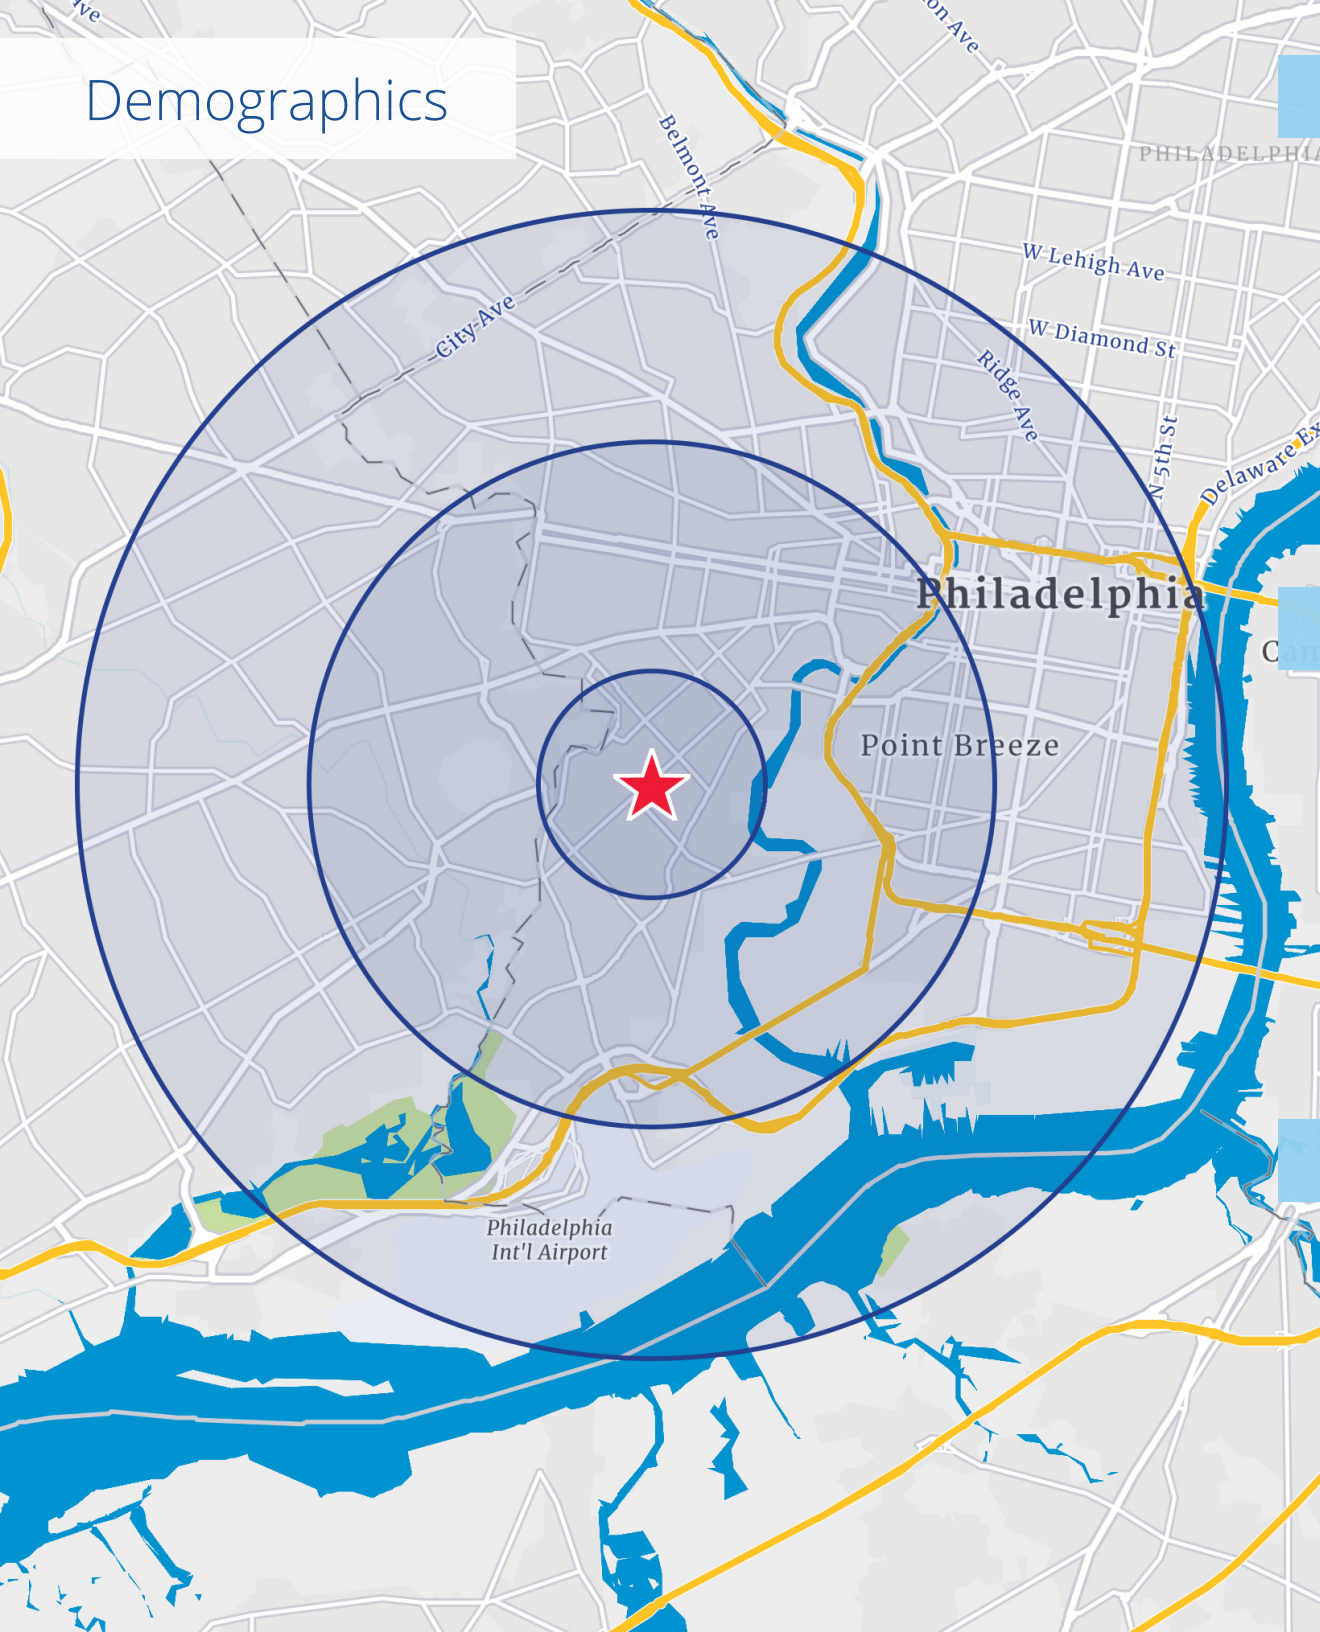 Demographics
Belmont Ave
PHILADELPHIA
W Lehigh Ave
City Ave
W Diamond St
Ridge Ave
N 5th St
Delaware Ex
Philadelphia
Point Breeze
Philadelphia
Int'l Airport